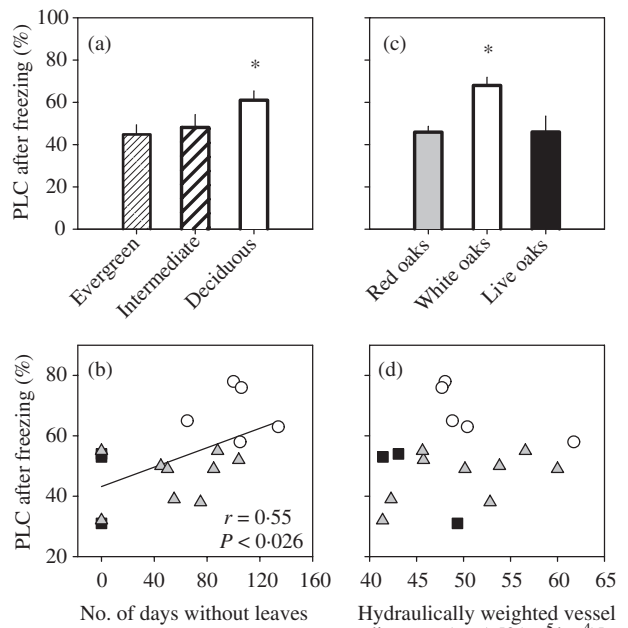 PLC after freezing (%)
100
80
60
40
20
0
(a)
*
Evergreen
Intermediate
Deciduous
(c)
*
Red oaks
White oaks
Live oaks
PLC after freezing (%)
80
60
40
20
(b)
r = 0·55
P < 0·026
0 40 80 120 160
No. of days without leaves
(d)
40 45 50 55 60 65
Hydraulically weighted vessel